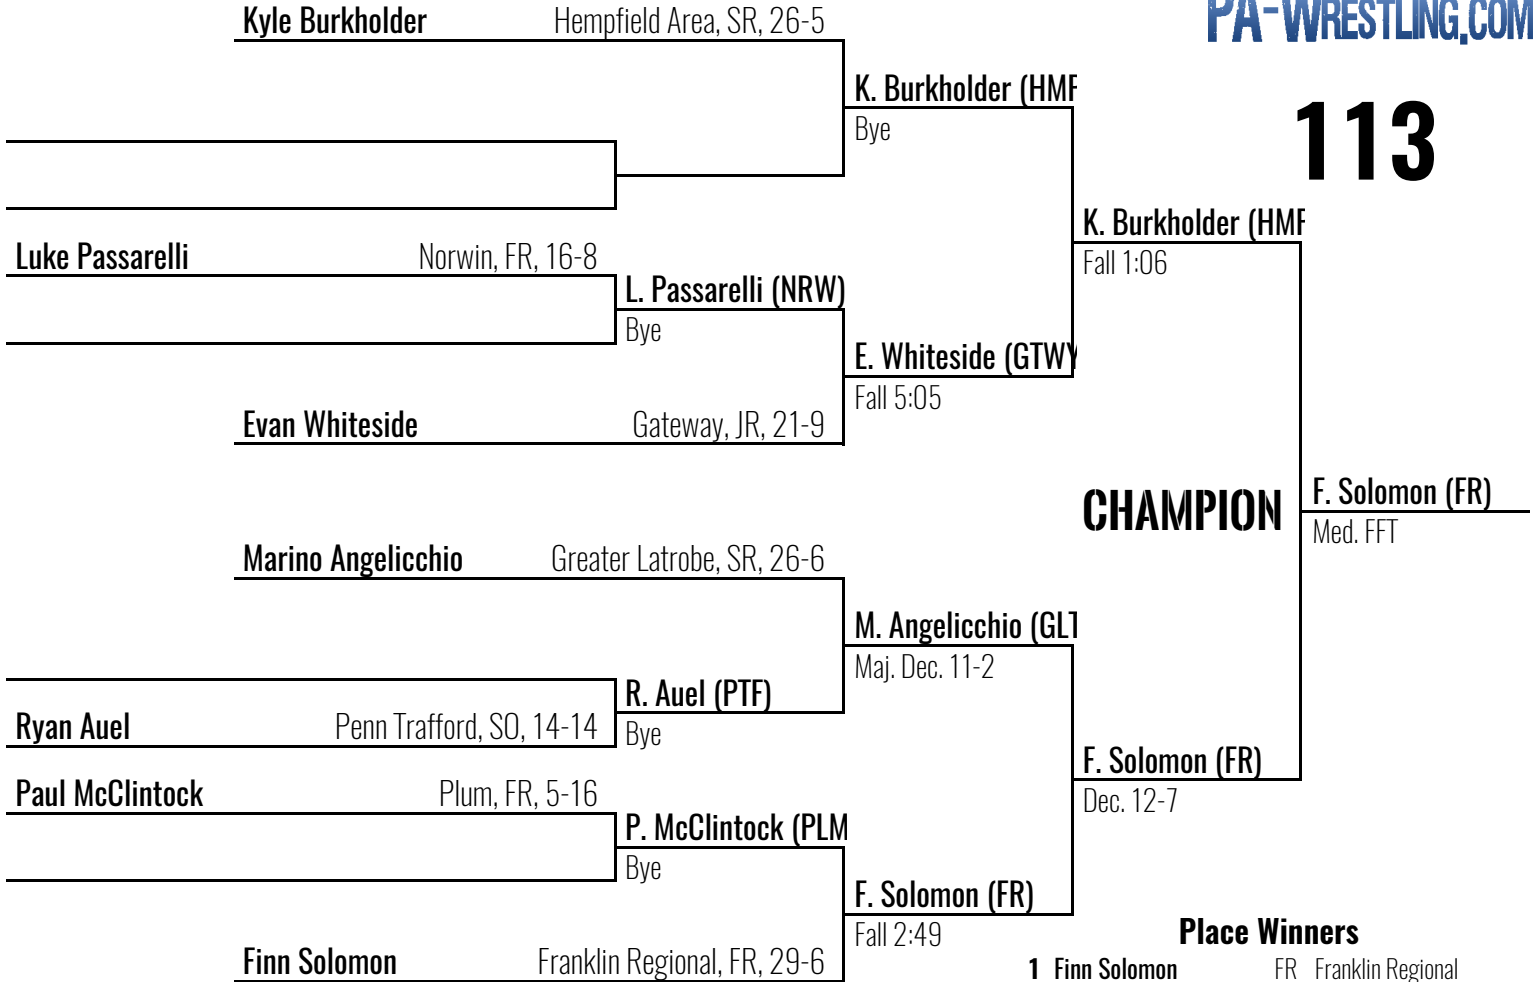 PA-WRESTLING.COM
Kyle Burkholder Hempfield Area, SR, 26-5
K. Burkholder (HMF
Bye
113
K. Burkholder (HMF
Fall 1:06
Luke Passarelli Norwin, FR, 16-8
L. Passarelli (NRW)
Bye
E. Whiteside (GTWY
Fall 5:05
Evan Whiteside Gateway, JR, 21-9
CHAMPION
F. Solomon (FR)
Med. FFT
Marino Angelicchio Greater Latrobe, SR, 26-6
M. Angelicchio (GLT
Maj. Dec. 11-2
R. Auel (PTF)
Ryan Auel Penn Trafford, SO, 14-14
Bye
F. Solomon (FR)
Dec. 12-7
Paul McClintock Plum, FR, 5-16
P. McClintock (PLM
Bye
F. Solomon (FR)
Fall 2:49
Finn Solomon Franklin Regional, FR, 29-6
Place Winners
1 Finn Solomon FR Franklin Regional